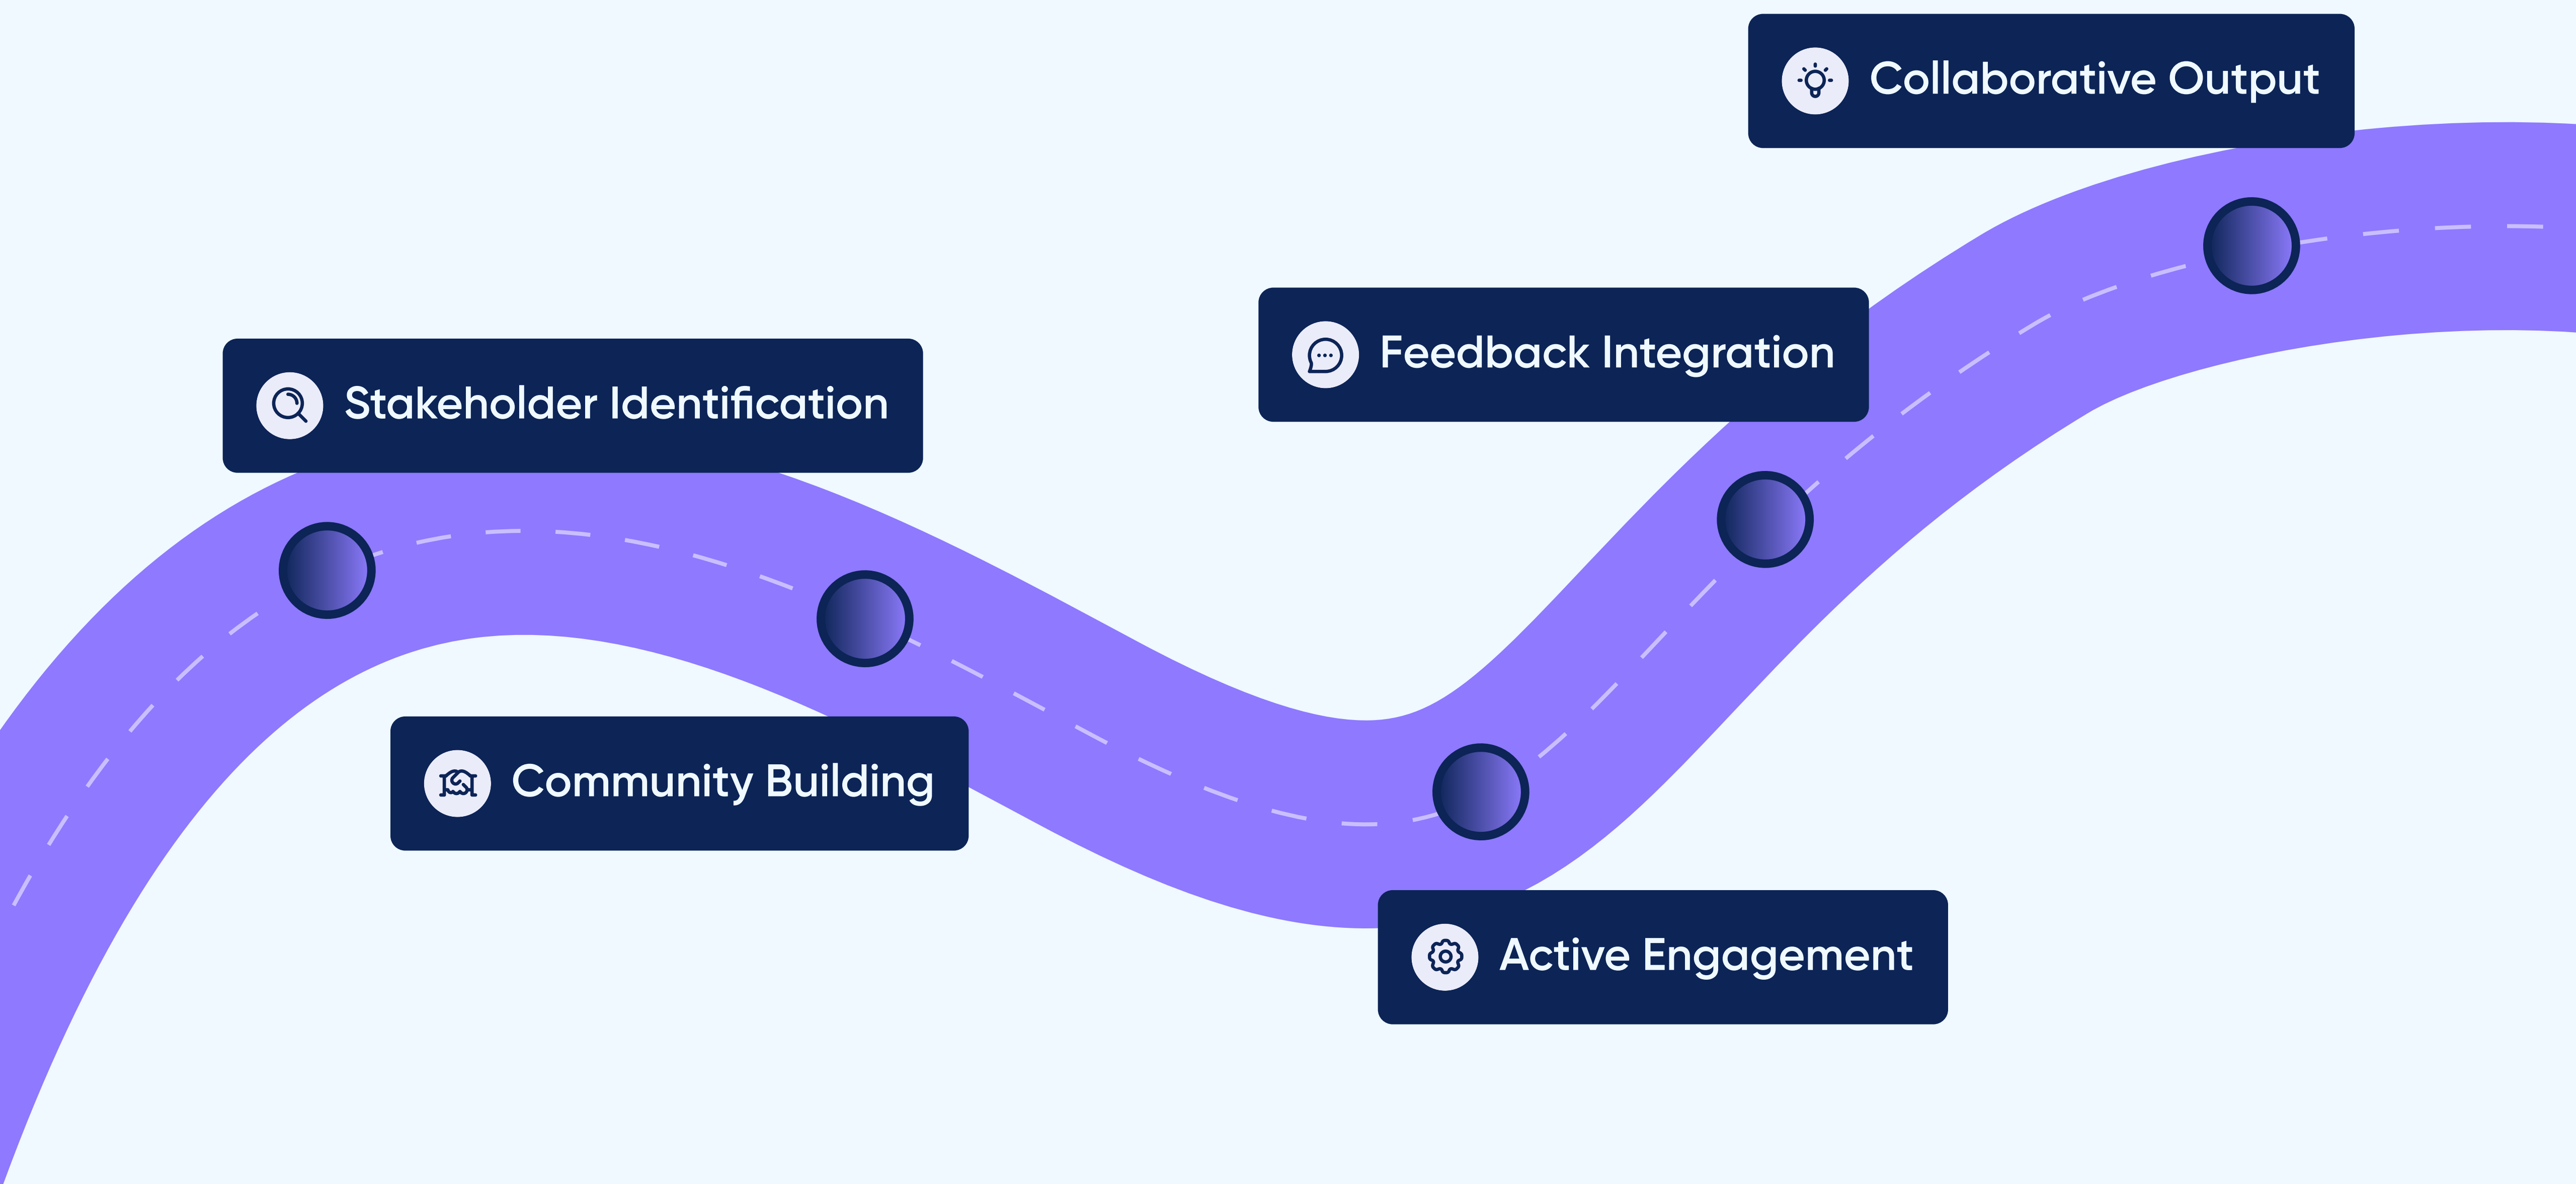 Stakeholder Identification
Community Building
Active Engagement
Feedback Integration
Collaborative Output